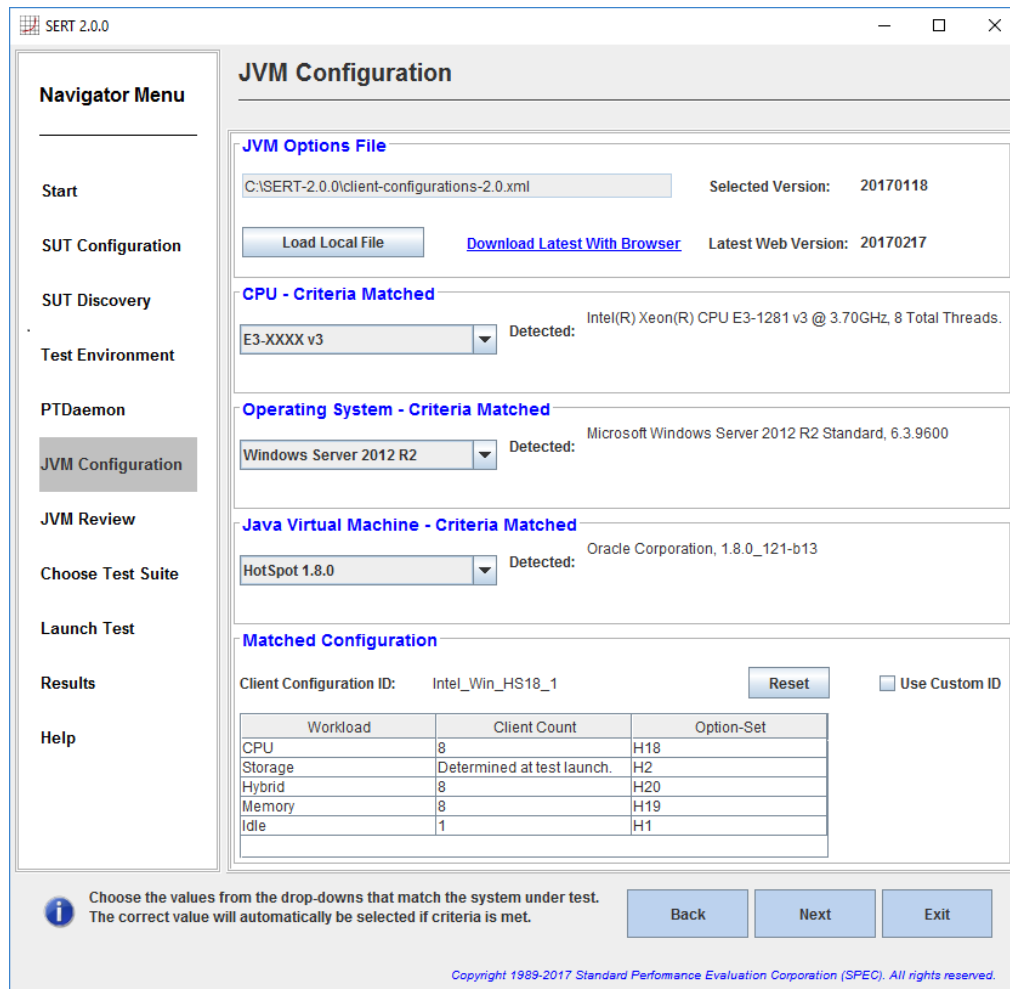 SERT 2.0.0
Navigator Menu
Start
SUT Configuration
SUT Discovery
Test Environment
PTDaemon
JVM Configuration
JVM Review
Choose Test Suite
Launch Test
Results
Help
JVM Configuration
JVM Options File
C:\SERT-2.0.0\client-configurations-2.0.xml Selected Version: 20170118
Load Local File Download Latest With Browser Latest Web Version: 20170217
CPU - Criteria Matched
E3-XXXX v3 Detected: Intel(R) Xeon(R) CPU E3-1281 v3 @ 3.70GHz, 8 Total Threads.
Operating System - Criteria Matched
Windows Server 2012 R2 Detected: Microsoft Windows Server 2012 R2 Standard, 6.3.9600
Java Virtual Machine - Criteria Matched
HotSpot 1.8.0 Detected: Oracle Corporation, 1.8.0_121-b13
Matched Configuration
Client Configuration ID: Intel_Win_HS18_1 Reset Use Custom ID
Workload Client Count Option-Set
CPU 8 H18
Storage Determined at test launch. H2
Hybrid 8 H20
Memory 8 H19
Idle 1 H1
Choose the values from the drop-downs that match the system under test.
The correct value will automatically be selected if criteria is met.
Back Next Exit
Copyright 1989-2017 Standard Performance Evaluation Corporation (SPEC). All rights reserved.